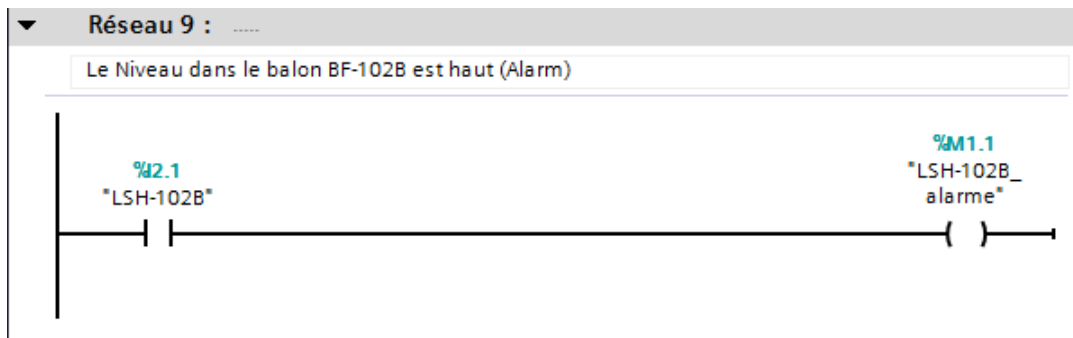 Réseau 9 : .....
Le Niveau dans le balon BF-102B est haut (Alarm)
%I2.1
"LSH-102B"
%M1.1
"LSH-102B_
alarme"